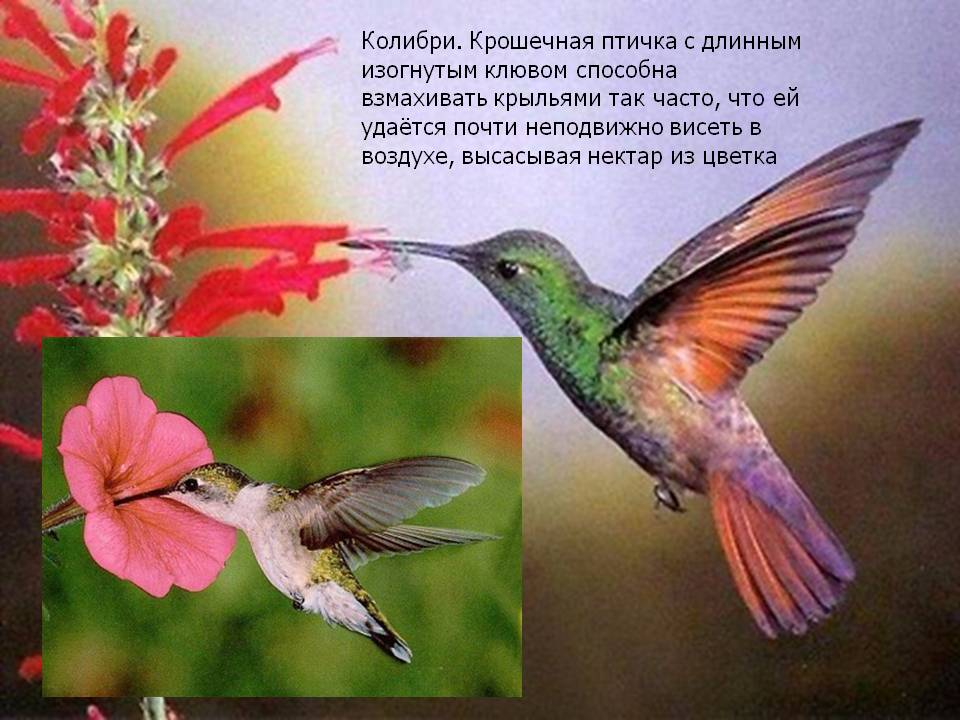 Колибри. Крошечная птичка с длинным
изогнутым клювом способна
взмахивать крыльями так часто, что ей
удаётся почти неподвижно висеть в
воздухе, высасывая нектар из цветка